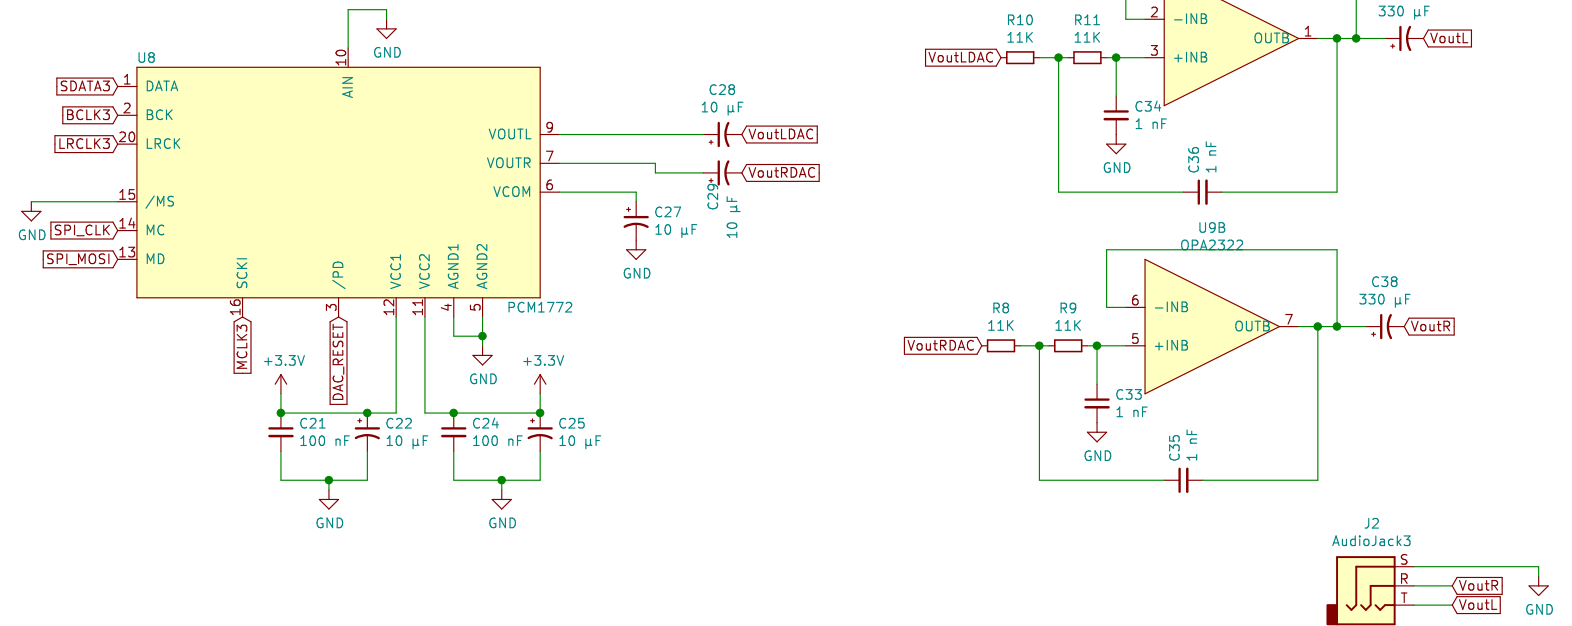 U8
GND
10
AIN
SDATA3
1
DATA
BCLK3
2
BCK
LRCLK3
20
LRCK
15
/MS
GND
SPI_CLK
14
MC
SPI_MOSI
13
MD
SCKI
/PD
VCC1
VCC2
AGND1
AGND2
VOUTL
9
VOUTR
7
VCOM
6
16
3
12
11
4
5
PCM1772
MCLK3
DAC_RESET
C28
10 µF
VoutLDAC
VoutRDAC
C29
10 µF
C27
10 µF
GND
GND
+3.3V
+3.3V
C21
100 nF
C22
10 µF
C24
100 nF
C25
10 µF
GND
GND
R10
11K
R11
11K
VoutLDAC
2
-INB
3
+INB
OUTB
1
330 µF
VoutL
C34
1 nF
GND
C36
1 nF
U9B
OPA2322
R8
11K
R9
11K
VoutRDAC
6
-INB
5
+INB
OUTB
7
C38
330 µF
VoutR
C33
1 nF
GND
C35
1 nF
J2
AudioJack3
S
R
VoutR
T
VoutL
GND